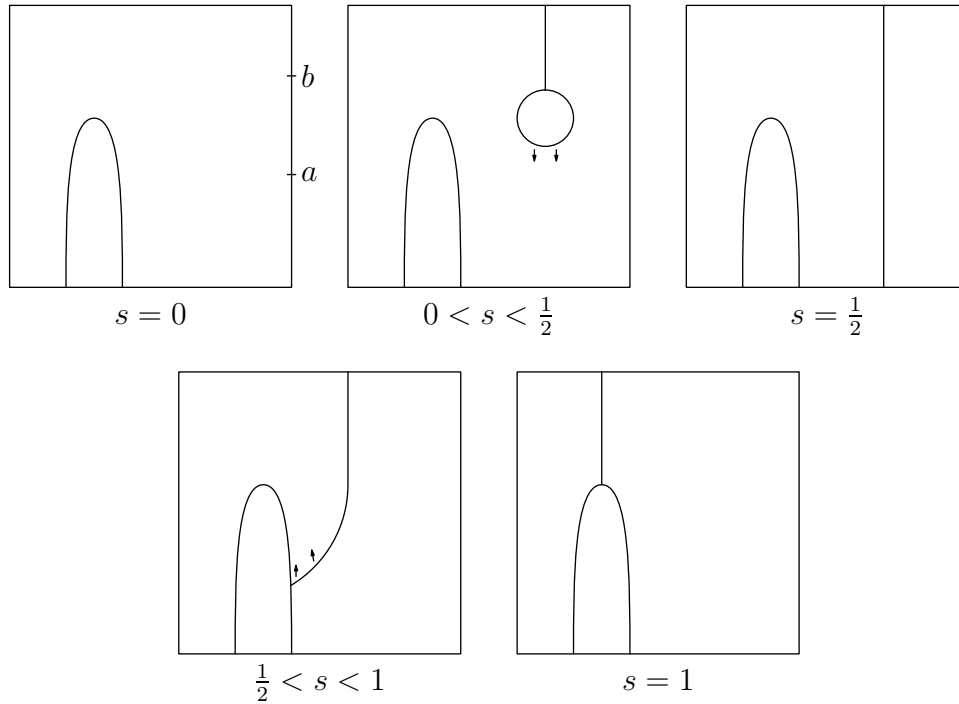 b
a
s = 0
0 < s < 1/2
s = 1/2
1/2 < s < 1
s = 1